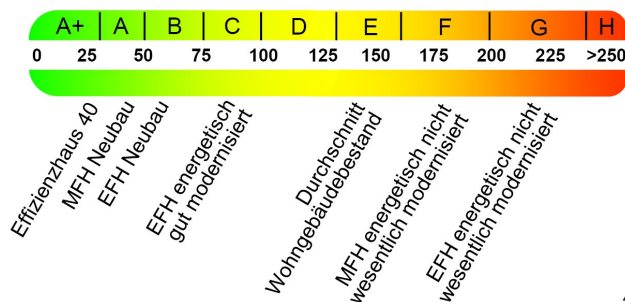 A+ A B C D E F G H
0 25 50 75 100 125 150 175 200 225 >250
Effizienzhaus 40
MFH Neubau
EFH Neubau
EFH energetisch
gut modernisiert
Durchschnitt
Wohngebäudebestand
MFH energetisch nicht
wesentlich modernisiert
EFH energetisch nicht
wesentlich modernisiert